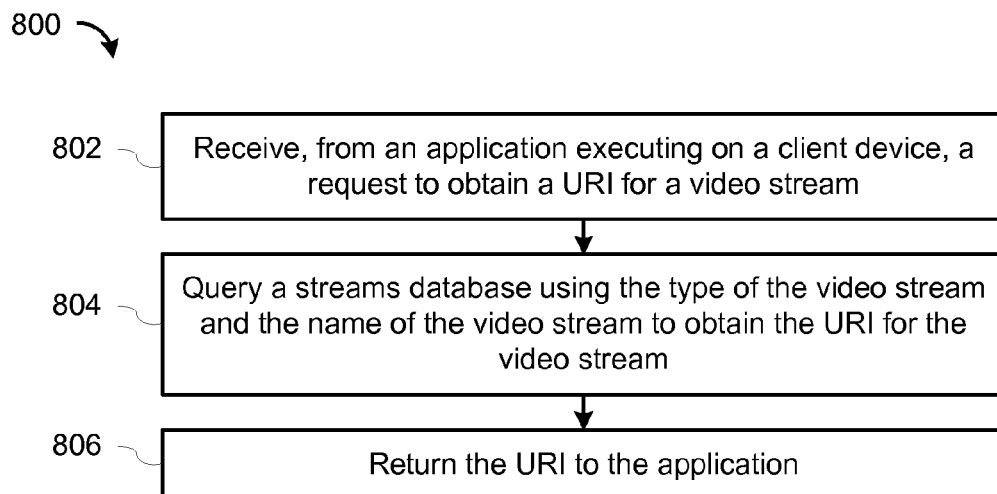 800
802
Receive, from an application executing on a client device, a
request to obtain a URI for a video stream
804
Query a streams database using the type of the video stream
and the name of the video stream to obtain the URI for the
video stream
806
Return the URI to the application